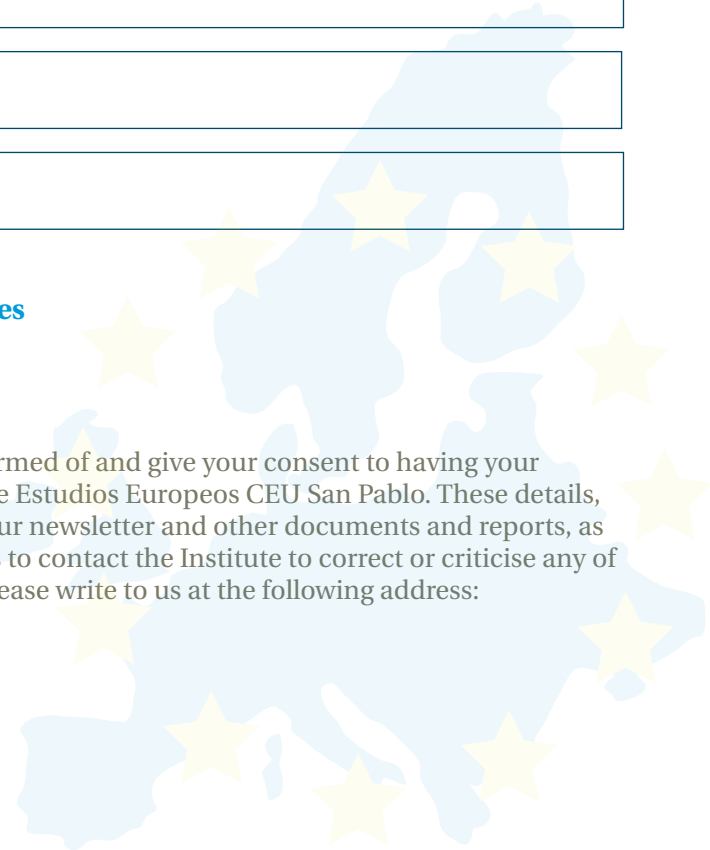 es
rmed of and give your consent to having your
e Estudios Europeos CEU San Pablo. These details,
ur newsletter and other documents and reports, as
s to contact the Institute to correct or criticise any of
ease write to us at the following address: